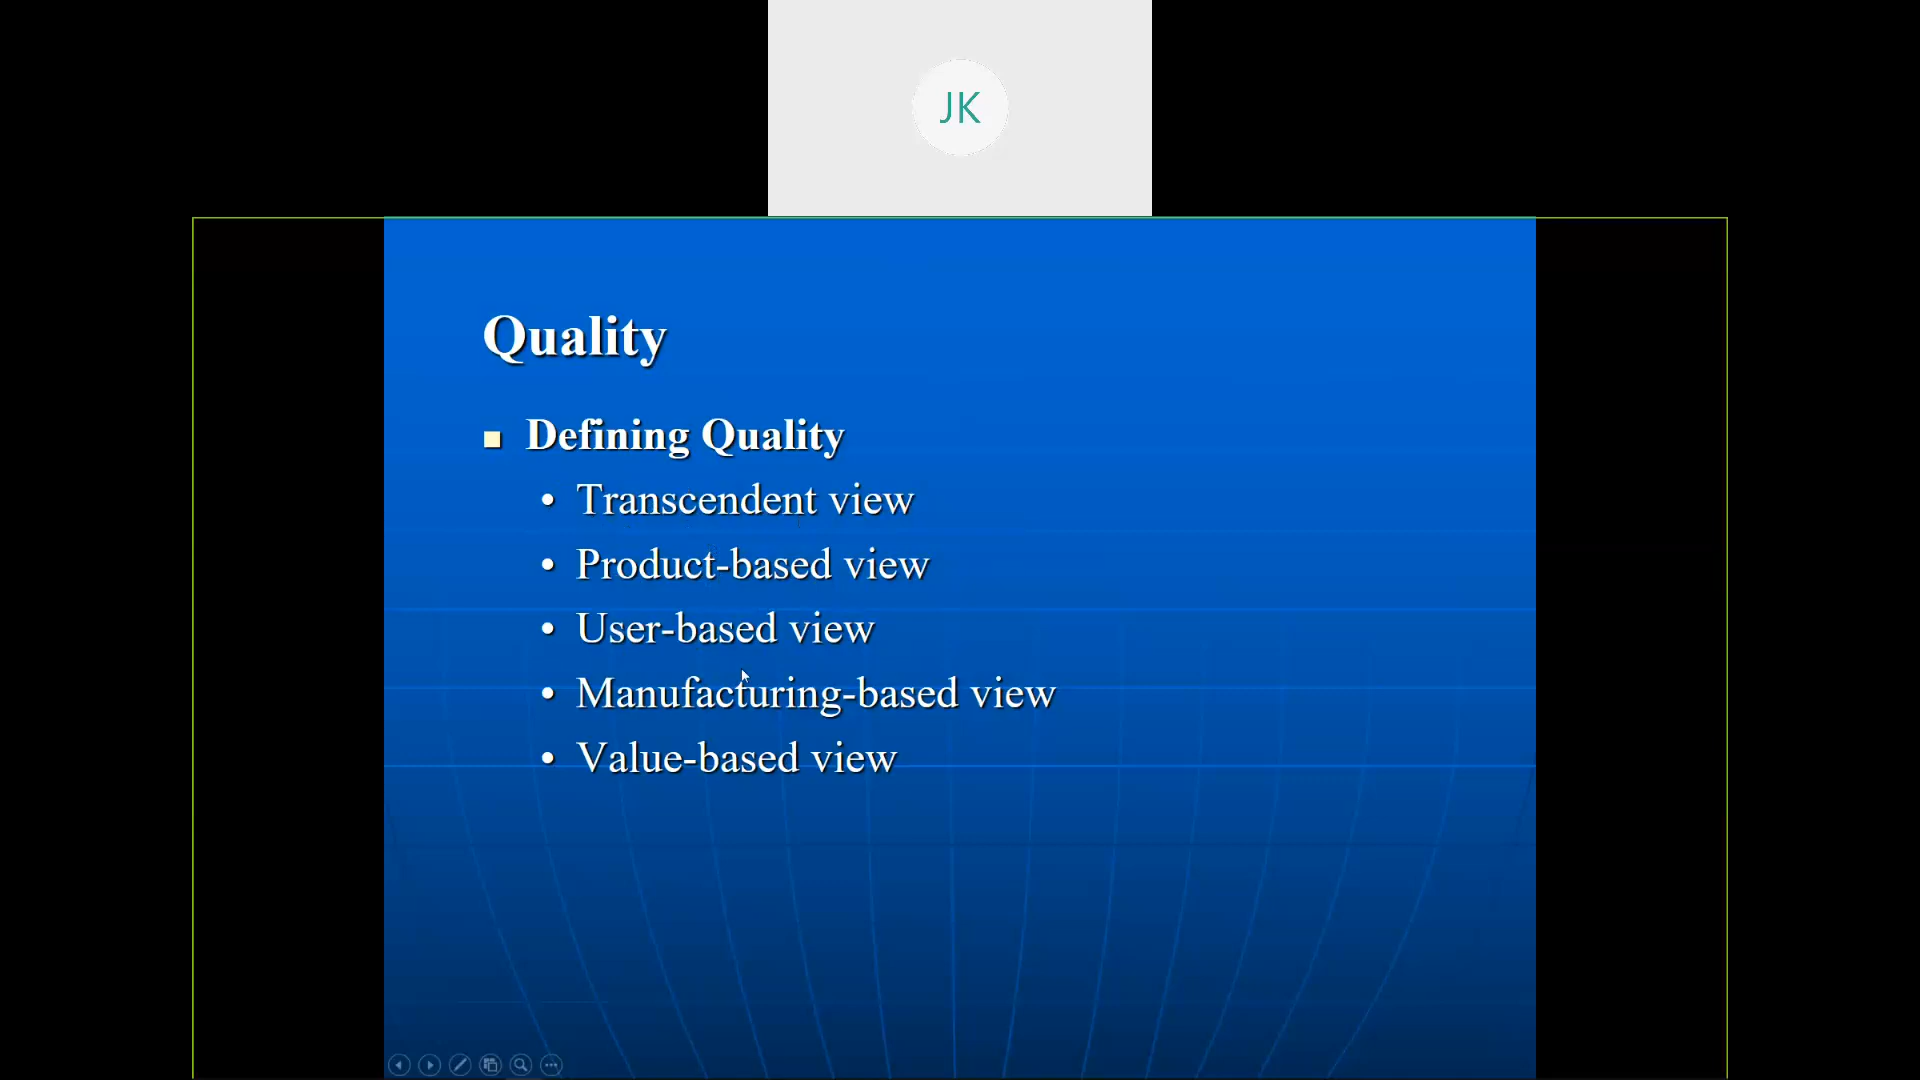 JK
Quality
Defining Quality
• Transcendent view
• Product-based view
• User-based view
• Manufacturing-based view
• Value-based view